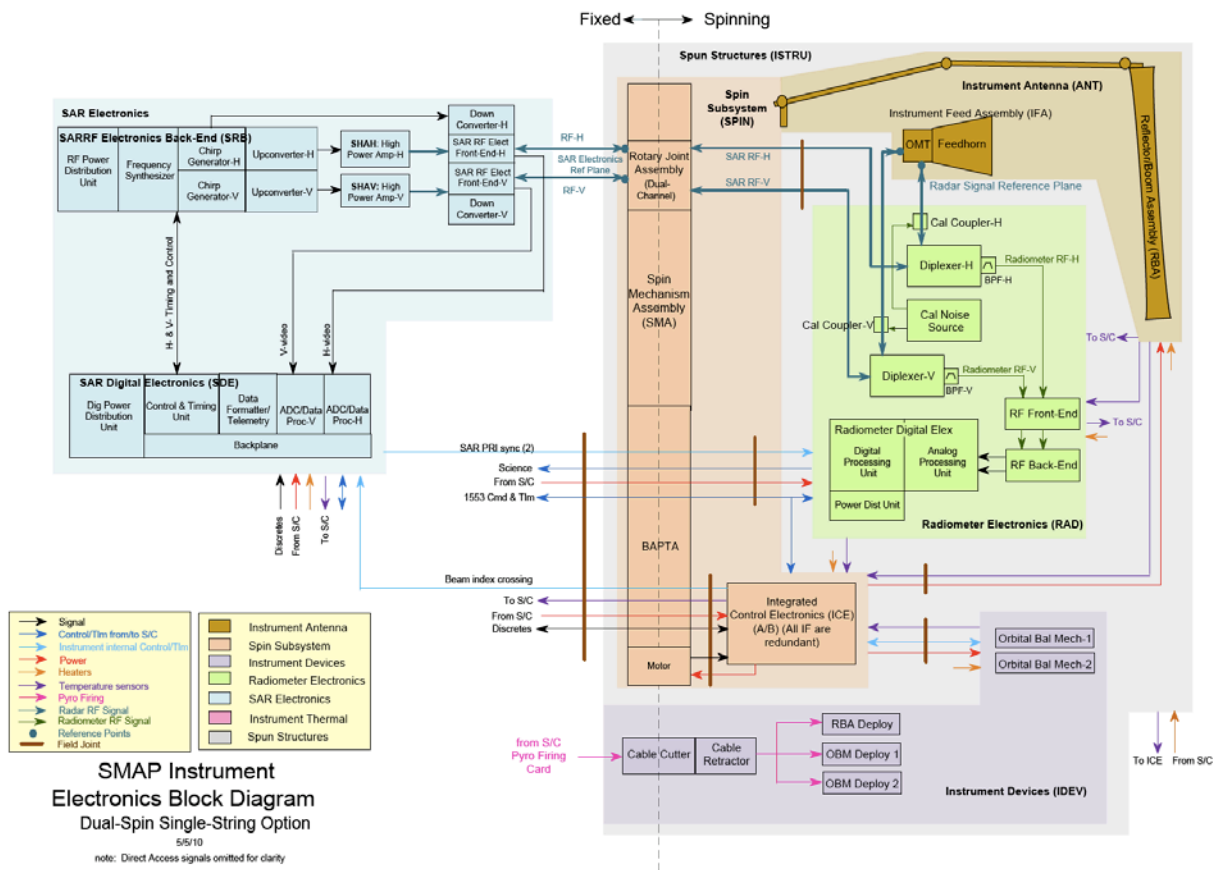 Fixed
Spinning
Spun Structures (ISTRU)
SAR Electronics
SARRF Electronics Back-End (SRB)
RF Power
Distribution
Unit
Frequency
Synthesizer
Chirp
Generator-H
Chirp
Generator-V
Upconverter-H
Upconverter-V
SHAH: High
Power Amp-H
SHAV: High
Power Amp-V
Down
Converter-H
SAR RF Elect
Front-End-H
SAR RF Elect
Front-End-V
Down
Converter-V
RF-H
SAR Electronics
Ref Plane
RF-V
Spin
Subsystem
(SPIN)
Rotary Joint
Assembly
(Dual-
Channel)
Spin
Mechanism
Assembly
(SMA)
BAPTA
Motor
SAR RF-H
SAR RF-V
Instrument Antenna (ANT)
Instrument Feed Assembly (IFA)
OMT
Feedhorn
Radar Signal Reference Plane
Reflector/Boom Assembly (RBA)
Cal Coupler-H
Diplexer-H
BPF-H
Radiometer RF-H
Cal Noise
Source
Cal Coupler-V
Diplexer-V
BPF-V
Radiometer RF-V
To S/C
RF Front-End
To S/C
RF Back-End
Radiometer Digital Elex
Digital
Processing
Unit
Analog
Processing
Unit
Power Dist Unit
Radiometer Electronics (RAD)
H- & V- Timing and Control
V-video
H-video
SAR Digital Electronics (SDE)
Dig Power
Distribution
Unit
Control & Timing
Unit
Data
Formatter/
Telemetry
ADC/Data
Proc-V
ADC/Data
Proc-H
Backplane
Discretes
From S/C
To S/C
SAR PRI sync (2)
Science
From S/C
1553 Cmd & Tlm
Beam index crossing
To S/C
From S/C
Discretes
Integrated
Control Electronics (ICE)
(A/B) (All IF are
redundant)
Orbital Bal Mech-1
Orbital Bal Mech-2
from S/C
Pyro Firing
Card
Cable Cutter
Cable
Retractor
RBA Deploy
OBM Deploy 1
OBM Deploy 2
Instrument Devices (IDEV)
To ICE
From S/C
Signal
Control/Tlm from/to S/C
Instrument internal Control/Tlm
Power
Heaters
Temperature sensors
Pyro Firing
Radar RF Signal
Radiometer RF Signal
Reference Points
Field Joint
Instrument Antenna
Spin Subsystem
Instrument Devices
Radiometer Electronics
SAR Electronics
Instrument Thermal
Spun Structures
SMAP Instrument
Electronics Block Diagram
Dual-Spin Single-String Option
5/5/10
note: Direct Access signals omitted for clarity